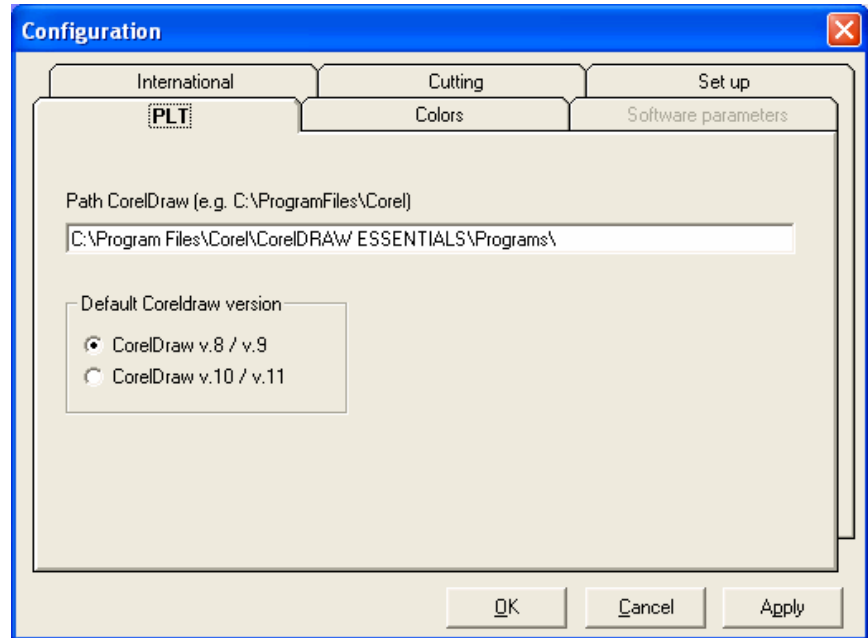 Configuration
International Cutting Set up
PLT Colors Software parameters
Path CorelDraw (e.g. C:\ProgramFiles\Corel)
C:\Program Files\Corel\CorelDRAW ESSENTIALS\Programs\
Default Coreldraw version
CorelDraw v.8 / v.9
CorelDraw v.10 / v.11
OK Cancel Apply